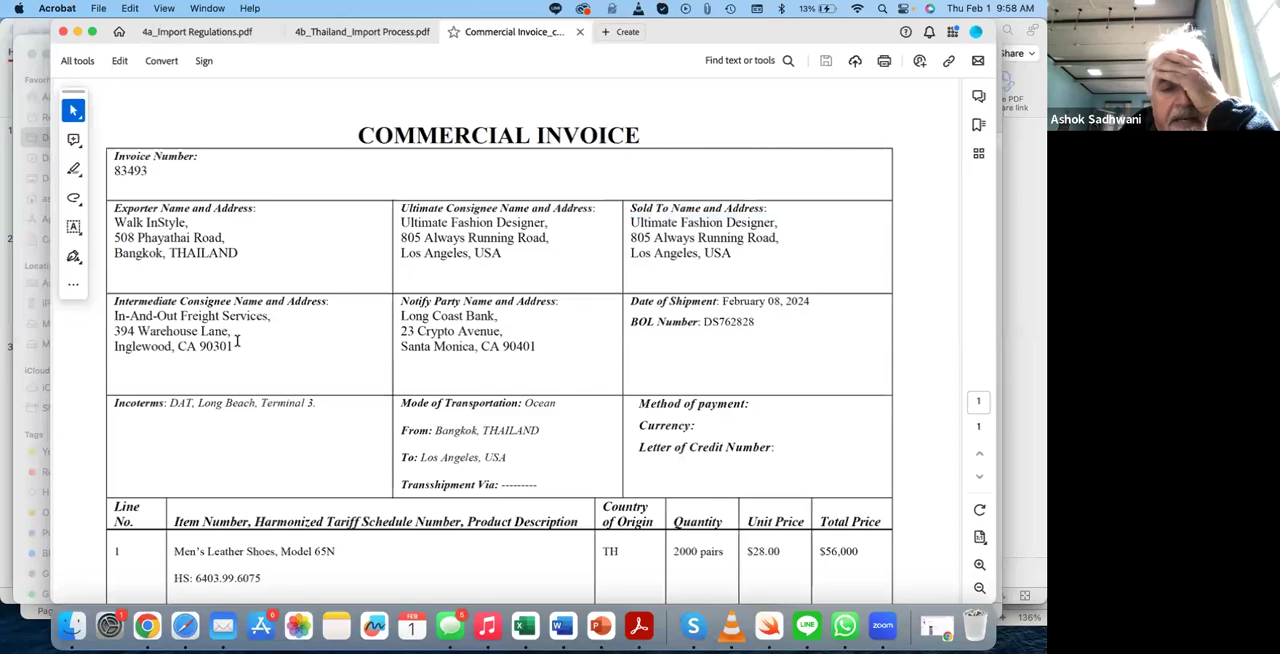 Acrobat File Edit View Window Help 13% Thu Feb 1 9:58 AM
4a_Import Regulations.pdf 4b_Thailand_Import Process.pdf Commercial Invoice_c... Create
All tools Edit Convert Sign Find text or tools
Share
Ashok Sadhwani
COMMERCIAL INVOICE
Invoice Number:
83493
Exporter Name and Address:
Walk InStyle,
508 Phayathai Road,
Bangkok, THAILAND
Ultimate Consignee Name and Address:
Ultimate Fashion Designer,
805 Always Running Road,
Los Angeles, USA
Sold To Name and Address:
Ultimate Fashion Designer,
805 Always Running Road,
Los Angeles, USA
Intermediate Consignee Name and Address:
In-And-Out Freight Services,
394 Warehouse Lane,
Inglewood, CA 90301
Notify Party Name and Address:
Long Coast Bank,
23 Crypto Avenue,
Santa Monica, CA 90401
Date of Shipment: February 08, 2024
BOL Number: DS762828
Incoterms: DAT, Long Beach, Terminal 3.
Mode of Transportation: Ocean
From: Bangkok, THAILAND
To: Los Angeles, USA
Transshipment Via: ---------
Method of payment:
Currency:
Letter of Credit Number:
Line
No.
Item Number, Harmonized Tariff Schedule Number, Product Description
Country
of Origin
Quantity
Unit Price
Total Price
1 Men's Leather Shoes, Model 65N TH 2000 pairs $28.00 $56,000
HS: 6403.99.6075
1
1
136%